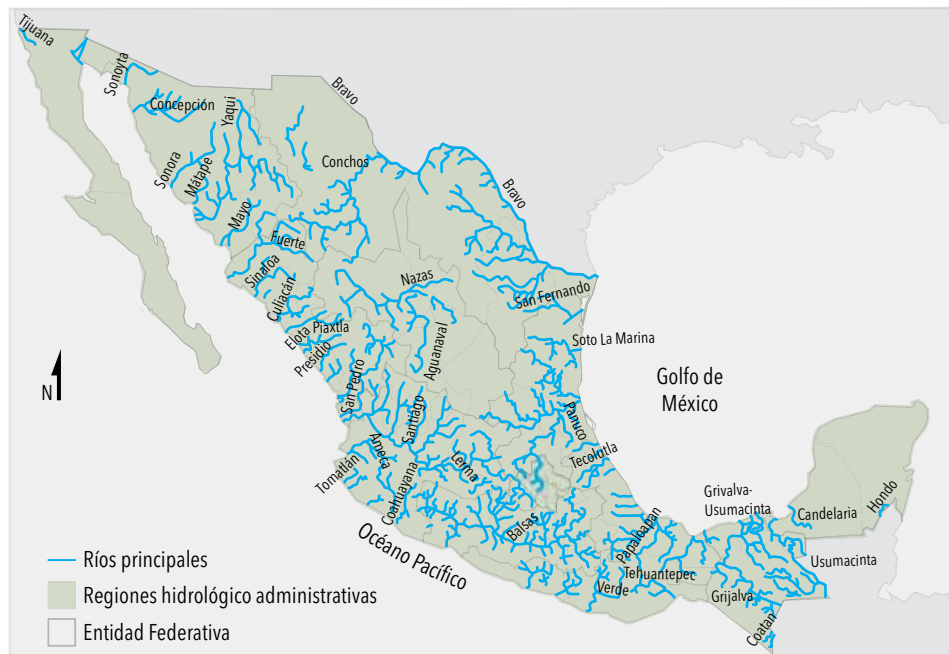 Tijuana
Sonoyta
Concepción
Yaqui
Bravo
Sonora
Mátape
Conchos
Mayo
Bravo
Fuerte
Sinaloa
Culiacán
Nazas
San Fernando
Elota
Piaxtla
Presidio
Aguanaval
Soto La Marina
N
San Pedro
Santiago
Golfo de
México
Panuco
Ameca
Tomatlán
Lerma
Tecolutla
Coahuayana
Grivalva-
Usumacinta
Candelaria
Hondo
Balsas
Papaloapan
Océano Pacífico
Usumacinta
Tehuantepec
Verde
Grijalva
Coatan
Ríos principales
Regiones hidrológico administrativas
Entidad Federativa